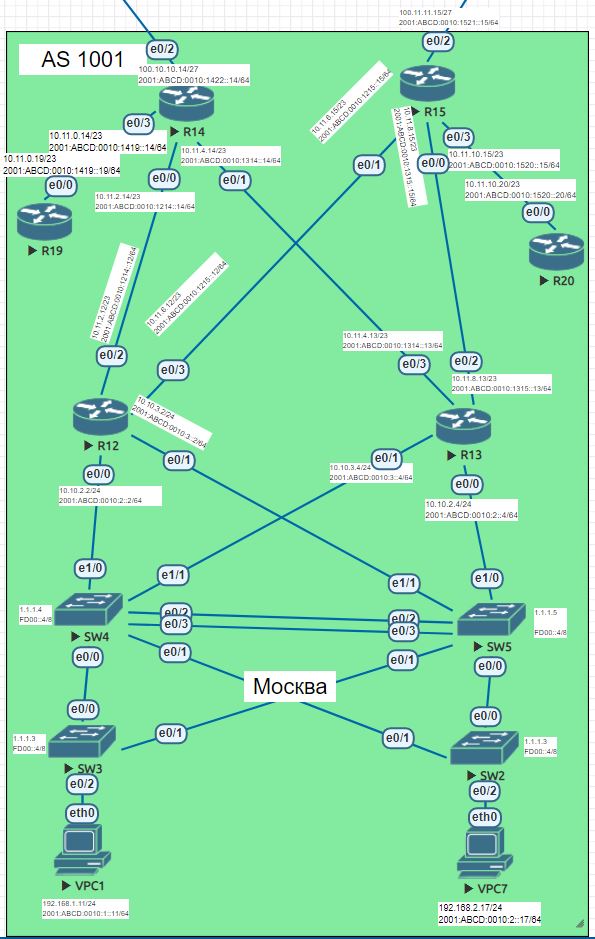 100.11.11.15/27
2001:ABCD:0010:1521::15/64
e0/2
e0/2
AS 1001
100.10.10.14/27
2001:ABCD:0010:1422::14/64
R15
e0/3
R14
10.11.6.15/23
2001:ABCD:0010:1215::15/64
10.11.8.15/23
2001:ABCD:0010:1315::15/64
e0/3
10.11.0.14/23
2001:ABCD:0010:1419::14/64
10.11.4.14/23
2001:ABCD:0010:1314::14/64
10.11.10.15/23
2001:ABCD:0010:1520::15/64
10.11.0.19/23
2001:ABCD:0010:1419::19/64
e0/1
e0/0
e0/0
e0/0
e0/1
10.11.10.20/23
2001:ABCD:0010:1520::20/64
10.11.2.14/23
2001:ABCD:0010:1214::14/64
e0/0
R19
R20
10.11.2.12/23
2001:ABCD:0010:1214::12/64
10.11.6.12/23
2001:ABCD:0010:1215::12/64
10.11.4.13/23
2001:ABCD:0010:1314::13/64
e0/2
e0/3
e0/3
e0/2
10.11.8.13/23
2001:ABCD:0010:1315::13/64
10.10.3.2/24
2001:ABCD:0010:3::2/64
R12
R13
e0/0
e0/1
e0/1
10.10.3.4/24
2001:ABCD:0010:3::4/64
e0/0
10.10.2.2/24
2001:ABCD:0010:2::2/64
10.10.2.4/24
2001:ABCD:0010:2::4/64
e1/0
e1/1
e1/1
e1/0
1.1.1.4
FD00::4/8
e0/2
e0/2
1.1.1.5
FD00::4/8
e0/3
e0/3
SW4
SW5
e0/0
e0/1
e0/1
e0/0
Москва
e0/0
e0/0
1.1.1.3
FD00::4/8
e0/1
e0/1
1.1.1.3
FD00::4/8
SW3
SW2
e0/2
e0/2
eth0
eth0
VPC1
VPC7
192.168.1.11/24
2001:ABCD:0010:1::11/64
192.168.2.17/24
2001:ABCD:0010:2::17/64